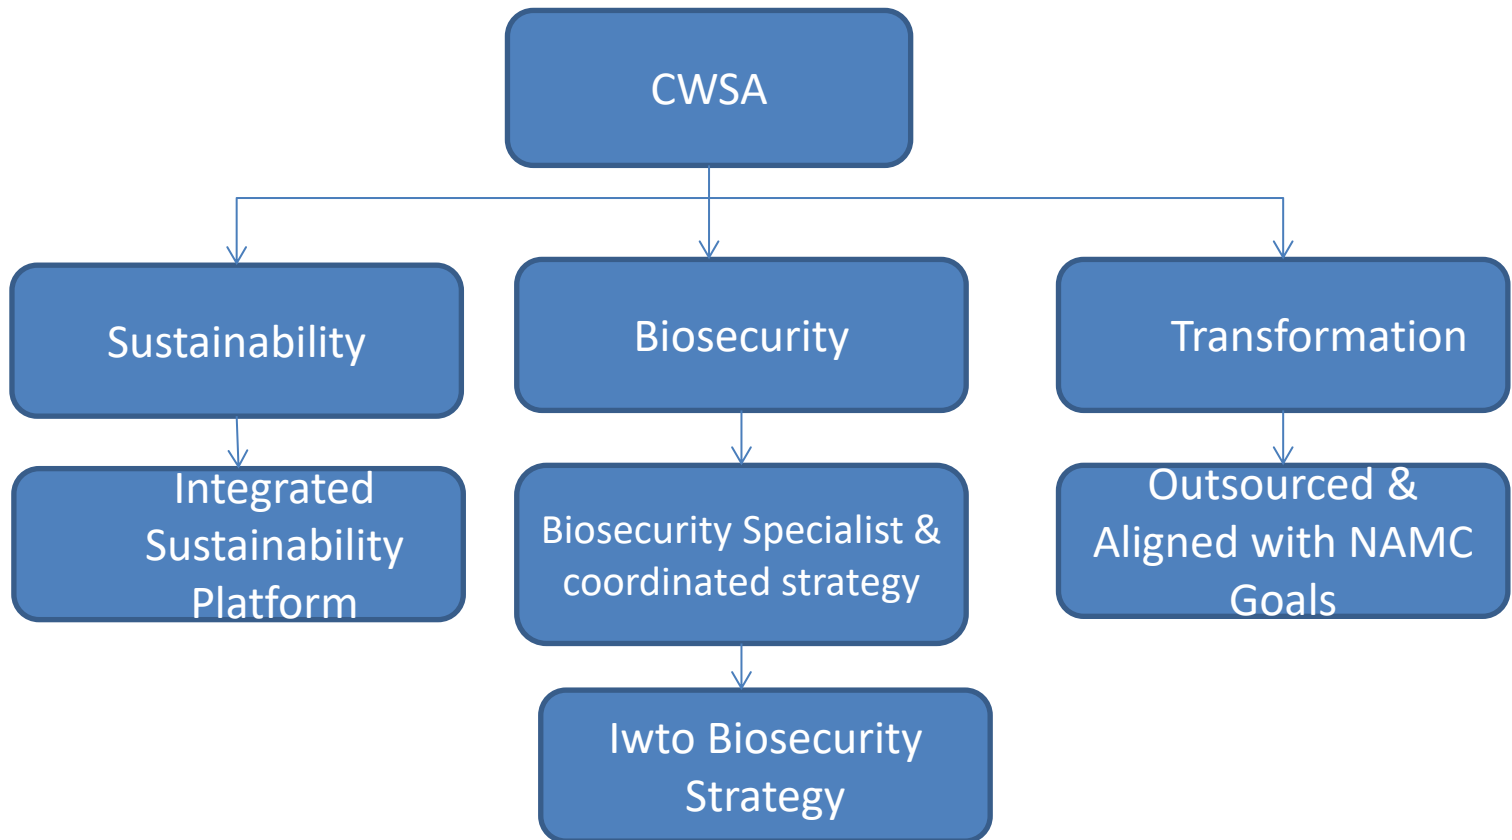 CWSA
Sustainability
Biosecurity
Transformation
Integrated
Sustainability
Platform
Biosecurity Specialist &
coordinated strategy
Outsourced &
Aligned with NAMC
Goals
Iwto Biosecurity
Strategy